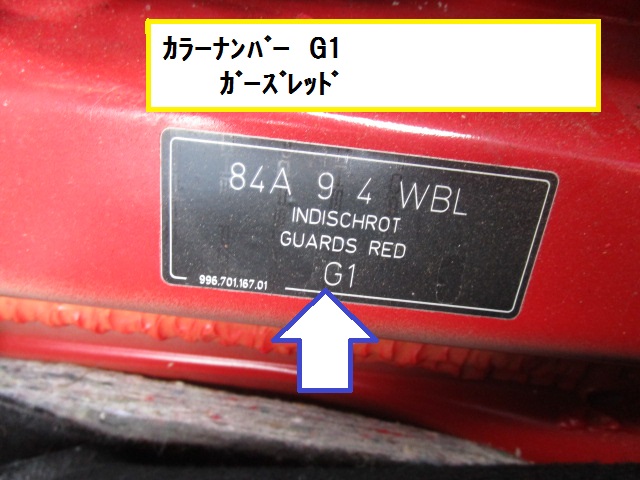 ｶﾗｰﾅﾝﾊﾞｰ G1
ｶﾞｰｽﾞﾚｯﾄﾞ
84A 9 4 WBL
INDISCHROT
GUARDS RED
G1
996.701.167.01